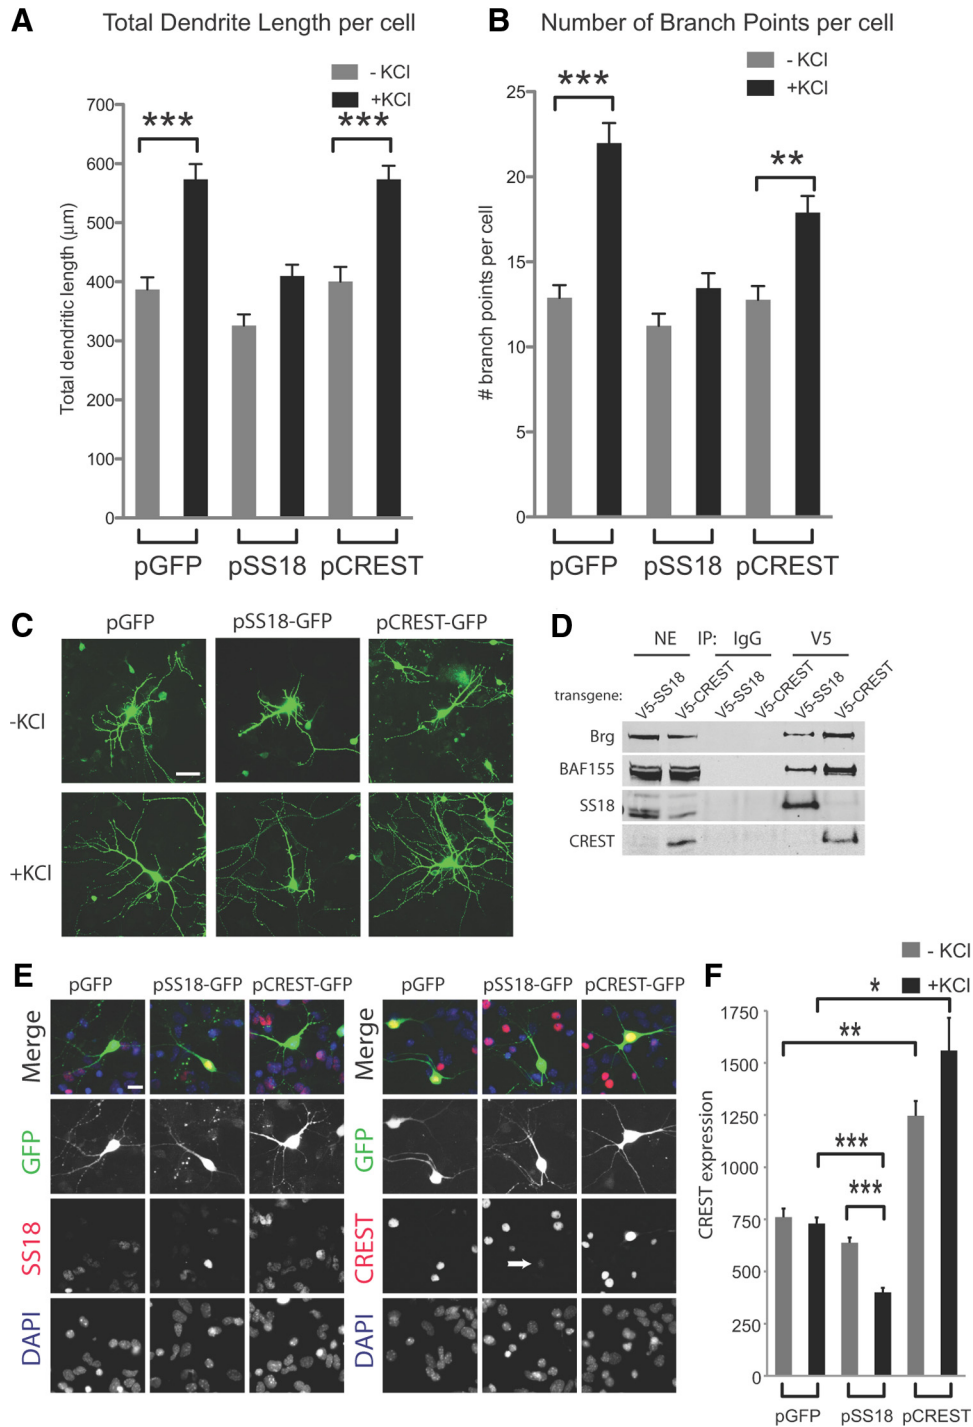 A Total Dendrite Length per cell
- KCl
+KCl
700
600
500
400
300
200
100
0
Total dendritic length (µm)
***
***
pGFP pSS18 pCREST
B Number of Branch Points per cell
- KCl
+KCl
25
20
15
10
5
0
# branch points per cell
***
**
pGFP pSS18 pCREST
C
pGFP pSS18-GFP pCREST-GFP
-KCl
+KCl
D
NE IP: IgG V5
transgene: V5-SS18 V5-CREST V5-SS18 V5-CREST V5-SS18 V5-CREST
Brg
BAF155
SS18
CREST
E
pGFP pSS18-GFP pCREST-GFP
Merge
GFP
SS18
DAPI
pGFP pSS18-GFP pCREST-GFP
Merge
GFP
CREST
DAPI
F
- KCl
+KCl
1750
1500
1250
1000
750
500
250
0
CREST expression
*
**
***
***
pGFP pSS18 pCREST